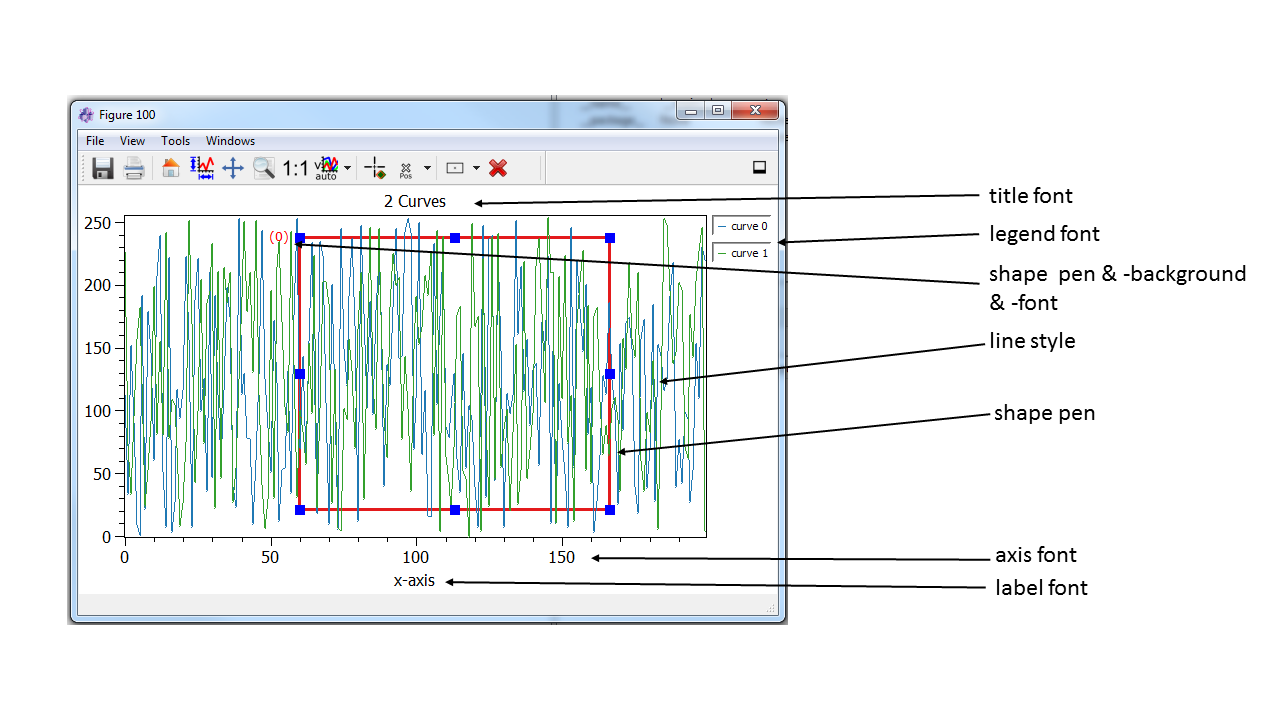 Figure 100
File View Tools Windows
1:1
auto
Pos
2 Curves
title font
250
(0)
curve 0
legend font
curve 1
200
shape pen & -background
& -font
150
line style
100
shape pen
50
0
0 50 100 150
axis font
x-axis
label font